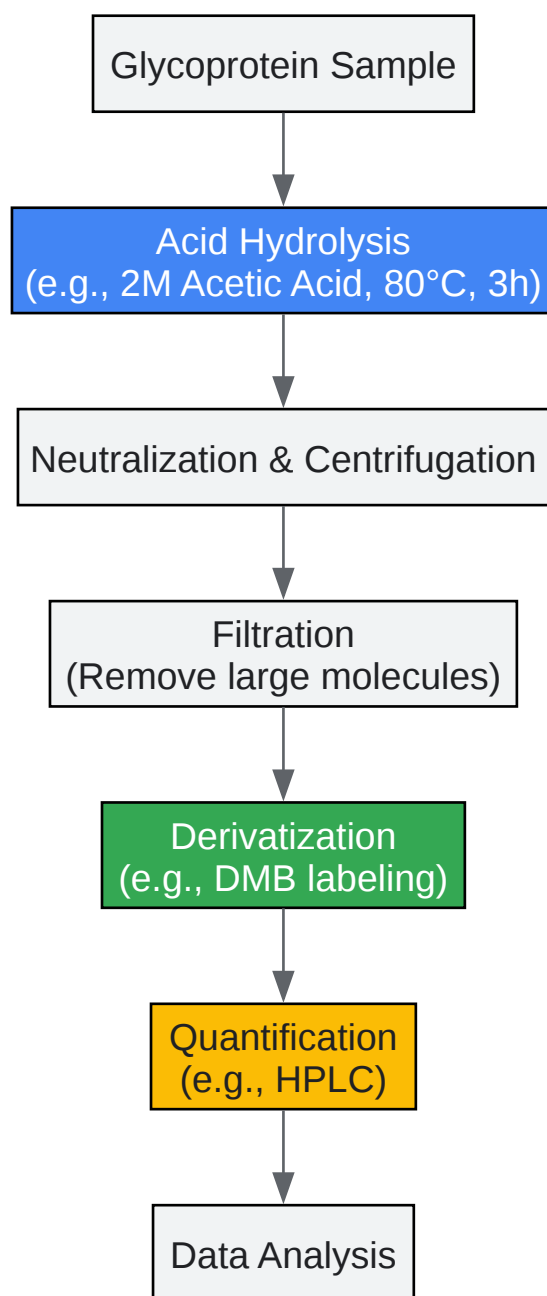 Glycoprotein Sample
Acid Hydrolysis
(e.g., 2M Acetic Acid, 80°C, 3h)
Neutralization & Centrifugation
Filtration
(Remove large molecules)
Derivatization
(e.g., DMB labeling)
Quantification
(e.g., HPLC)
Data Analysis